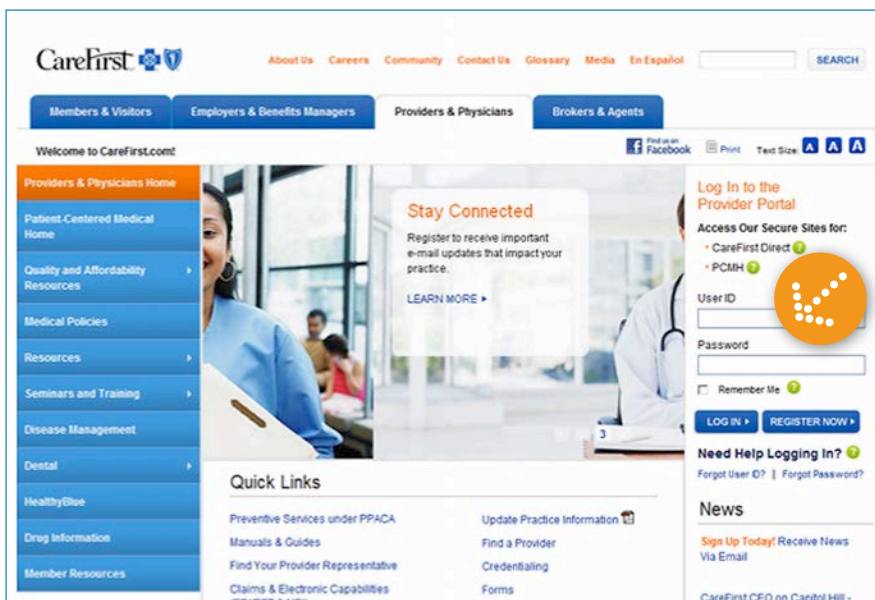 CareFirst
About Us Careers Community Contact Us Glossary Media En Español
SEARCH
Members & Visitors
Employers & Benefits Managers
Providers & Physicians
Brokers & Agents
Welcome to CareFirst.com!
Find us on
Facebook
Print
Text Size: A A A
Providers & Physicians Home
Patient-Centered Medical
Home
Quality and Affordability
Resources
Medical Policies
Resources
Seminars and Training
Disease Management
Dental
HealthyBlue
Drug Information
Member Resources
Stay Connected
Register to receive important
e-mail updates that impact your
practice.
LEARN MORE
3
Log In to the
Provider Portal
Access Our Secure Sites for:
CareFirst Direct ?
PCMH ?
User ID
Password
Remember Me ?
LOG IN
REGISTER NOW
Need Help Logging In? ?
Forgot User ID? | Forgot Password?
News
Sign Up Today! Receive News
Via Email
CareFirst CEO on Capitol Hill -
Quick Links
Preventive Services under PPACA
Manuals & Guides
Find Your Provider Representative
Claims & Electronic Capabilities
Update Practice Information
Find a Provider
Credentialing
Forms